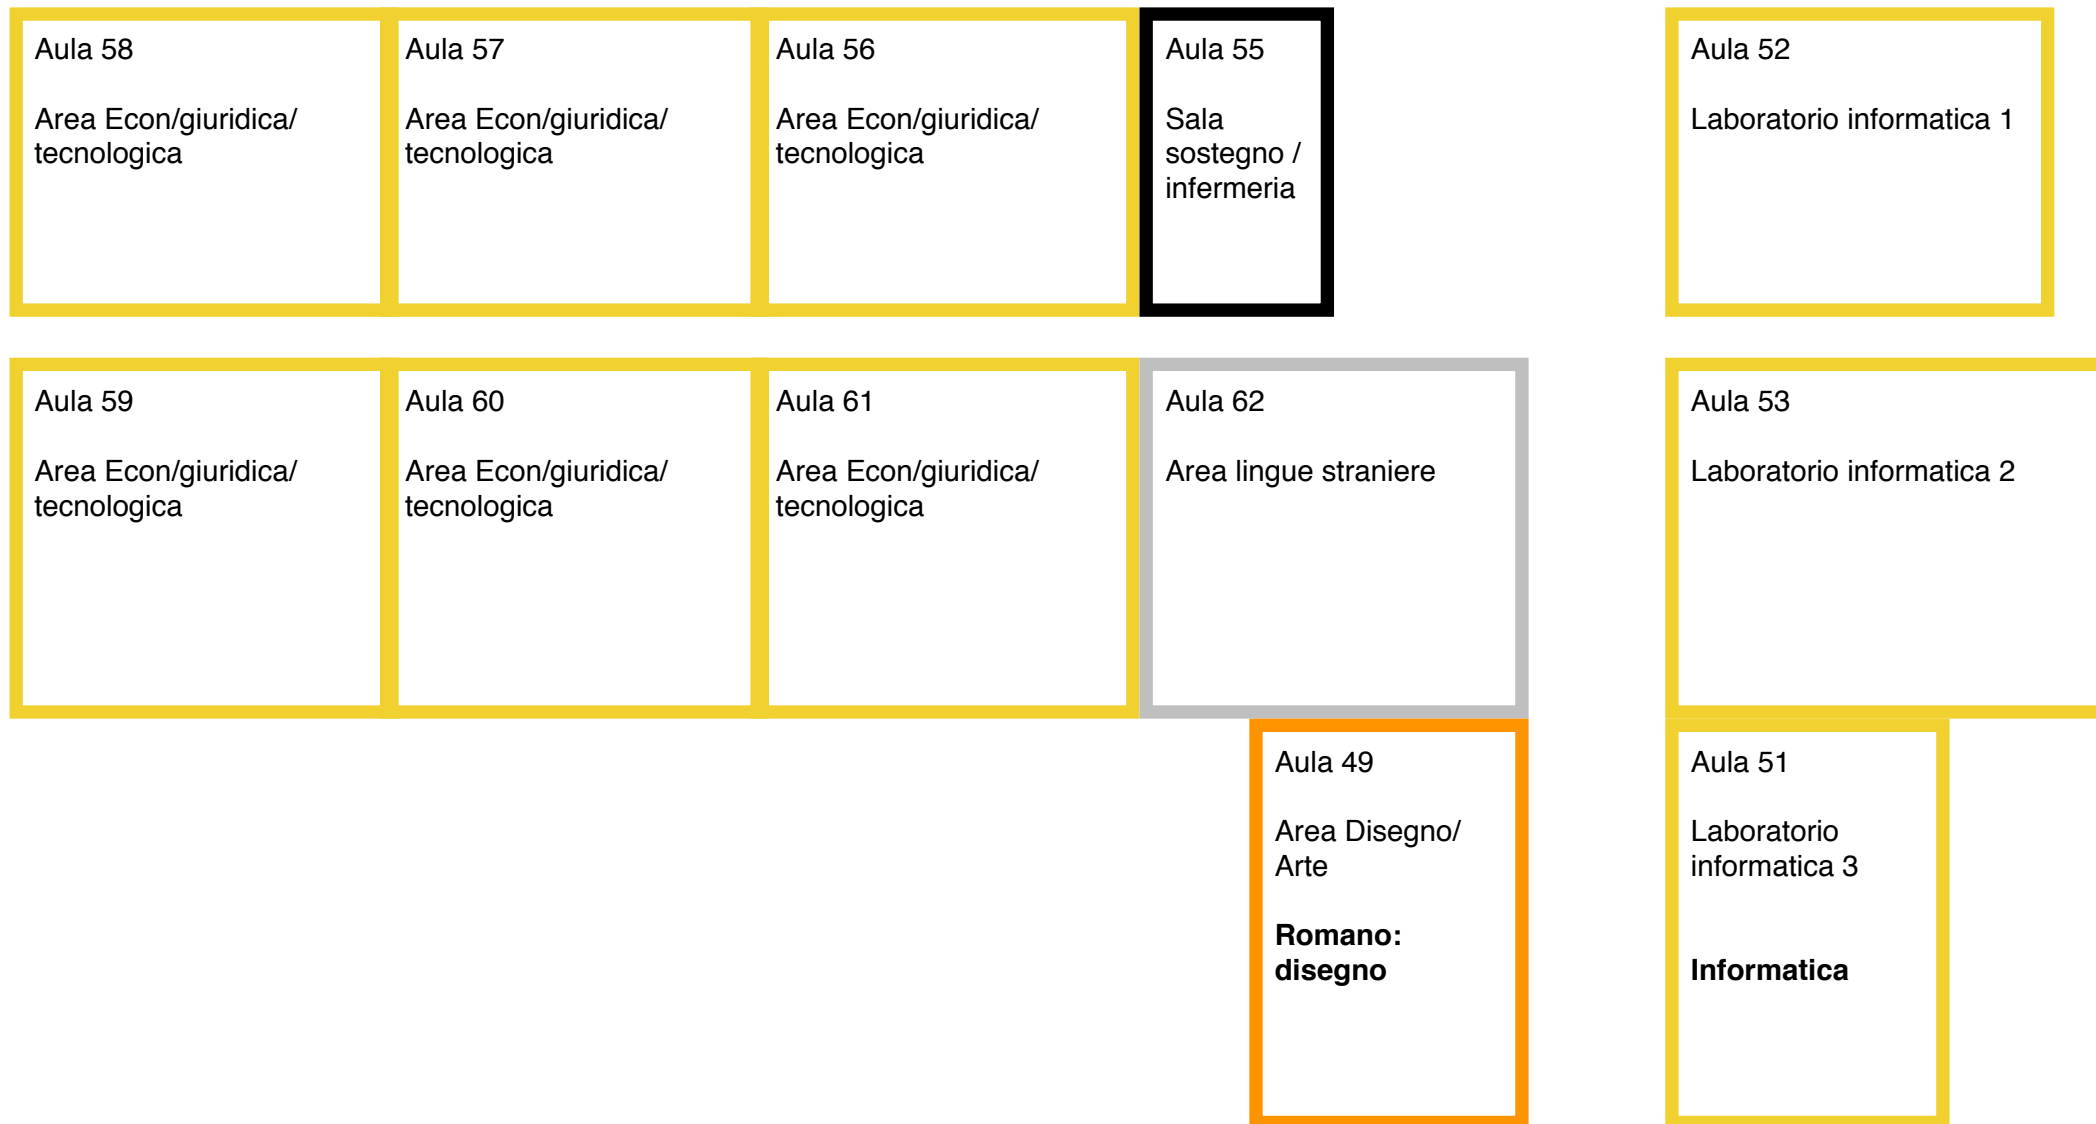 Aula 58
Area Econ/giuridica/
tecnologica
Aula 57
Area Econ/giuridica/
tecnologica
Aula 56
Area Econ/giuridica/
tecnologica
Aula 55
Sala
sostegno /
infermeria
Aula 52
Laboratorio informatica 1
Aula 59
Area Econ/giuridica/
tecnologica
Aula 60
Area Econ/giuridica/
tecnologica
Aula 61
Area Econ/giuridica/
tecnologica
Aula 62
Area lingue straniere
Aula 53
Laboratorio informatica 2
Aula 49
Area Disegno/
Arte
Romano:
disegno
Aula 51
Laboratorio
informatica 3
Informatica